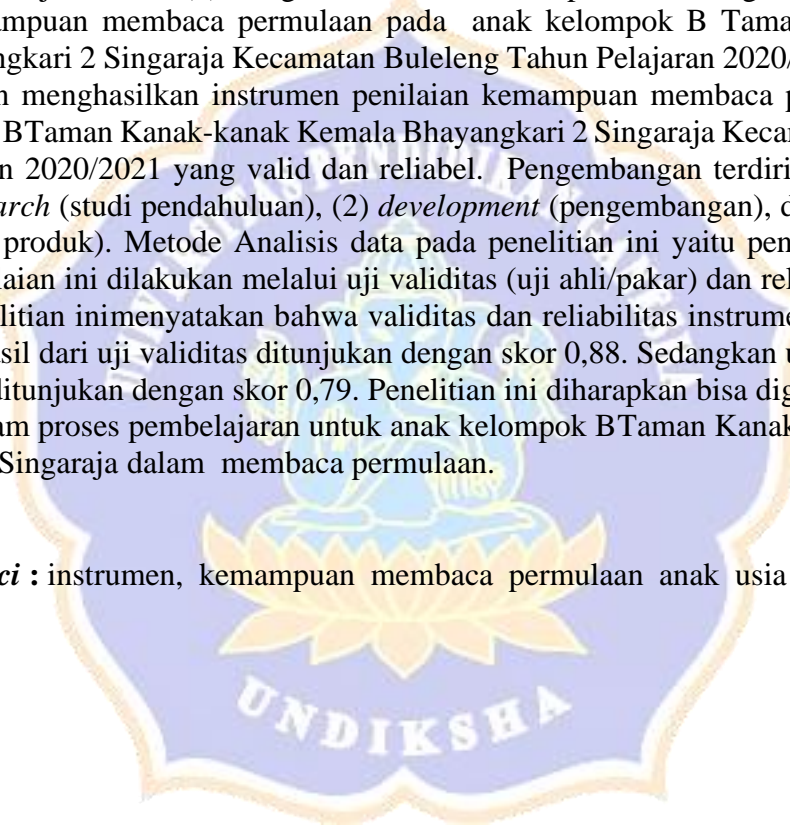 ampuan membaca permulaan pada anak kelompok B Tama
ngkari 2 Singaraja Kecamatan Buleleng Tahun Pelajaran 2020/
n menghasilkan instrumen penilaian kemampuan membaca p
BTaman Kanak-kanak Kemala Bhayangkari 2 Singaraja Kecam
n 2020/2021 yang valid dan reliabel. Pengembangan terdiri
arch (studi pendahuluan), (2) development (pengembangan), d
produk). Metode Analisis data pada penelitian ini yaitu pen
aian ini dilakukan melalui uji validitas (uji ahli/pakar) dan rel
litian inimenyatakan bahwa validitas dan reliabilitas instrume
asil dari uji validitas ditunjukan dengan skor 0,88. Sedangkan u
ditunjukan dengan skor 0,79. Penelitian ini diharapkan bisa dig
am proses pembelajaran untuk anak kelompok BTaman Kanak
Singaraja dalam membaca permulaan.
ci : instrumen, kemampuan membaca permulaan anak usia
UNIVERSITAS PENDIDIKAN GANESHA
UNDIKSHA